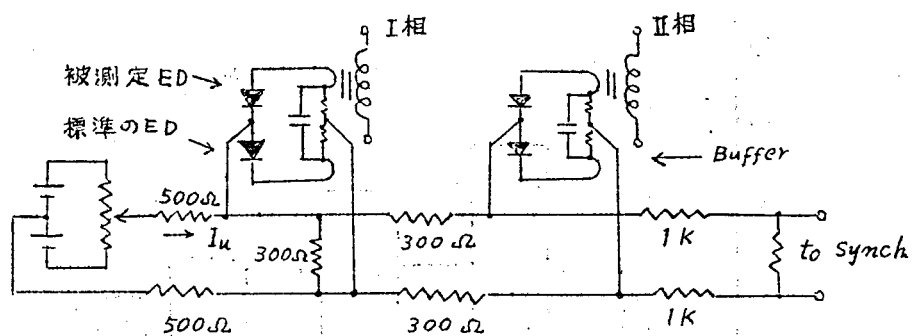 I相
II相
被測定ED
標準のED
Buffer
500Ω
Iu
300Ω
300Ω
1K
to synch
500Ω
300Ω
1K